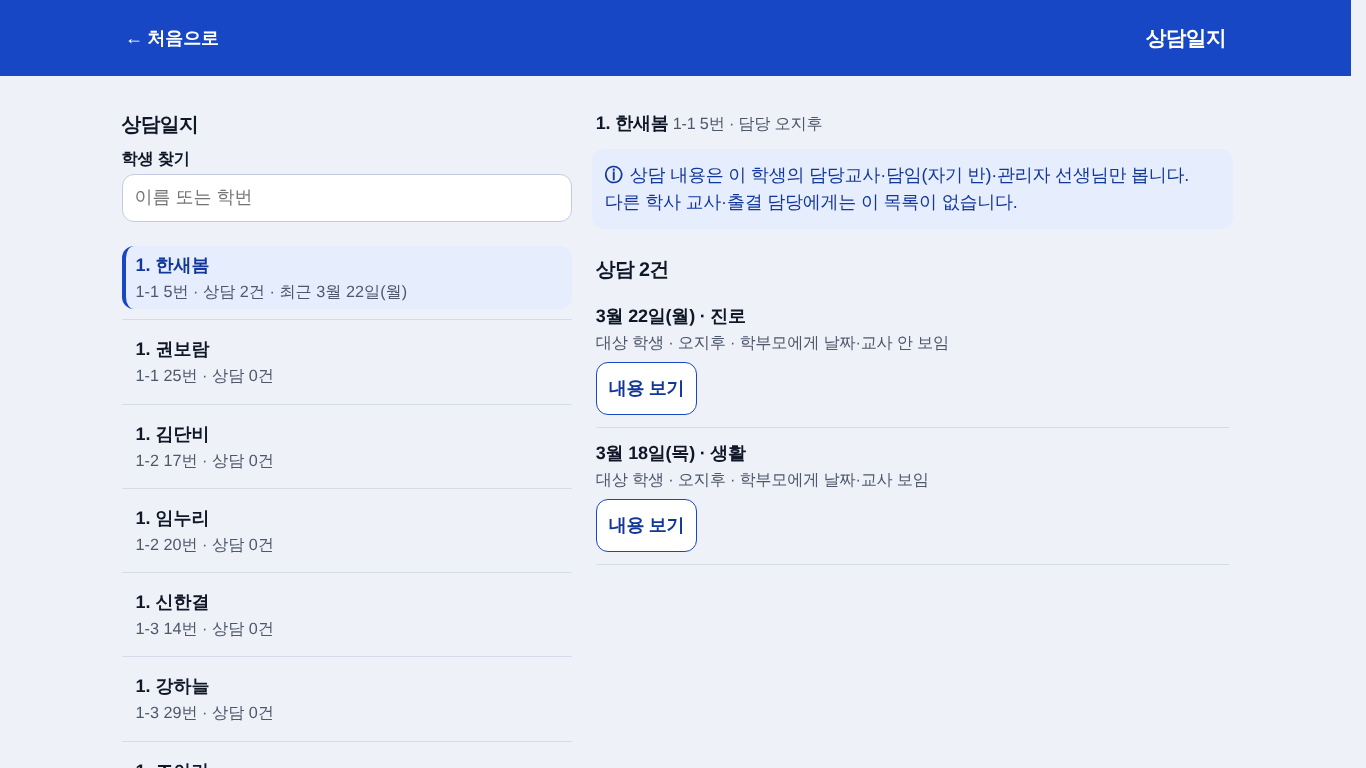 ← 처음으로
상담일지
상담일지
학생 찾기
이름 또는 학번
1. 한새봄
1-1 5번 · 상담 2건 · 최근 3월 22일(월)
1. 권보람
1-1 25번 · 상담 0건
1. 김단비
1-2 17번 · 상담 0건
1. 임누리
1-2 20번 · 상담 0건
1. 신한결
1-3 14번 · 상담 0건
1. 강하늘
1-3 29번 · 상담 0건
1. 한새봄 1-1 5번 · 담당 오지후
ⓘ 상담 내용은 이 학생의 담당교사·담임(자기 반)·관리자 선생님만 봅니다.
다른 학사 교사·출결 담당에게는 이 목록이 없습니다.
상담 2건
3월 22일(월) · 진로
대상 학생 · 오지후 · 학부모에게 날짜·교사 안 보임
내용 보기
3월 18일(목) · 생활
대상 학생 · 오지후 · 학부모에게 날짜·교사 보임
내용 보기